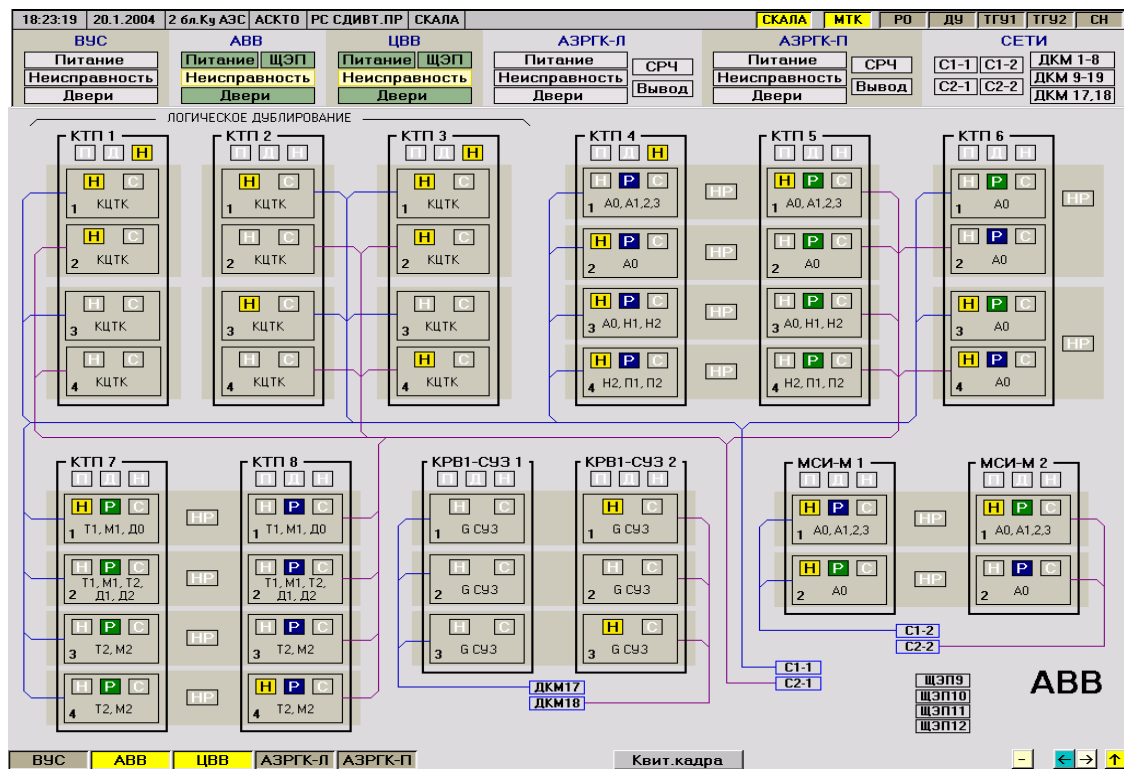 18:23:19 20.1.2004 2 бл.Ку АЭС АСКТО РС СДИВТ.ПР СКАЛА СКАЛА МТК РО ДУ ТГУ1 ТГУ2 СН
ВУС АВВ ЦВВ АЗРГК-Л АЗРГК-П СЕТИ
Питание Питание ЩЭП Питание ЩЭП Питание СРЧ Питание СРЧ С1-1 С1-2 ДКМ 1-8
Неисправность Неисправность Неисправность Неисправность Неисправность ДКМ 9-19
Двери Двери Двери Двери Вывод Двери Вывод С2-1 С2-2 ДКМ 17,18
ЛОГИЧЕСКОЕ ДУБЛИРОВАНИЕ
КТП 1 КТП 2 КТП 3 КТП 4 КТП 5 КТП 6
П Д Н П Д Н П Д Н П Д Н П Д Н П Д Н
Н С Н С Н С Н Р С НР Н Р С Н Р С НР
1 КЦТК 1 КЦТК 1 КЦТК 1 А0, А1,2,3 1 А0, А1,2,3 1 А0
Н С Н С Н С Н Р С НР Н Р С Н Р С
2 КЦТК 2 КЦТК 2 КЦТК 2 А0 2 А0 2 А0
Н С Н С Н С Н Р С НР Н Р С Н Р С НР
3 КЦТК 3 КЦТК 3 КЦТК 3 А0, Н1, Н2 3 А0, Н1, Н2 3 А0
Н С Н С Н С Н Р С НР Н Р С Н Р С
4 КЦТК 4 КЦТК 4 КЦТК 4 Н2, П1, П2 4 Н2, П1, П2 4 А0
КТП 7 КТП 8 КРВ1-СУЗ 1 КРВ1-СУЗ 2 МСИ-М 1 МСИ-М 2
П Д Н П Д Н П Д Н П Д Н П Д Н П Д Н
Н Р С НР Н Р С Н С Н С Н Р С НР Н Р С
1 Т1, М1, Д0 1 Т1, М1, Д0 1 G СУЗ 1 G СУЗ 1 А0, А1,2,3 1 А0, А1,2,3
Н Р С НР Н Р С Н С Н С Н Р С НР Н Р С
2 Т1, М1, Т2, Д1, Д2 2 Т1, М1, Т2, Д1, Д2 2 G СУЗ 2 G СУЗ 2 А0 2 А0
Н Р С НР Н Р С Н С Н С
3 Т2, М2 3 Т2, М2 3 G СУЗ 3 G СУЗ
С1-2
С2-2
С1-1
С2-1
Н Р С НР Н Р С
4 Т2, М2 4 Т2, М2
ДКМ17
ДКМ18
ЩЭП9
ЩЭП10
ЩЭП11
ЩЭП12
АВВ
ВУС АВВ ЦВВ АЗРГК-Л АЗРГК-П Квит.кадра - ← → ↑